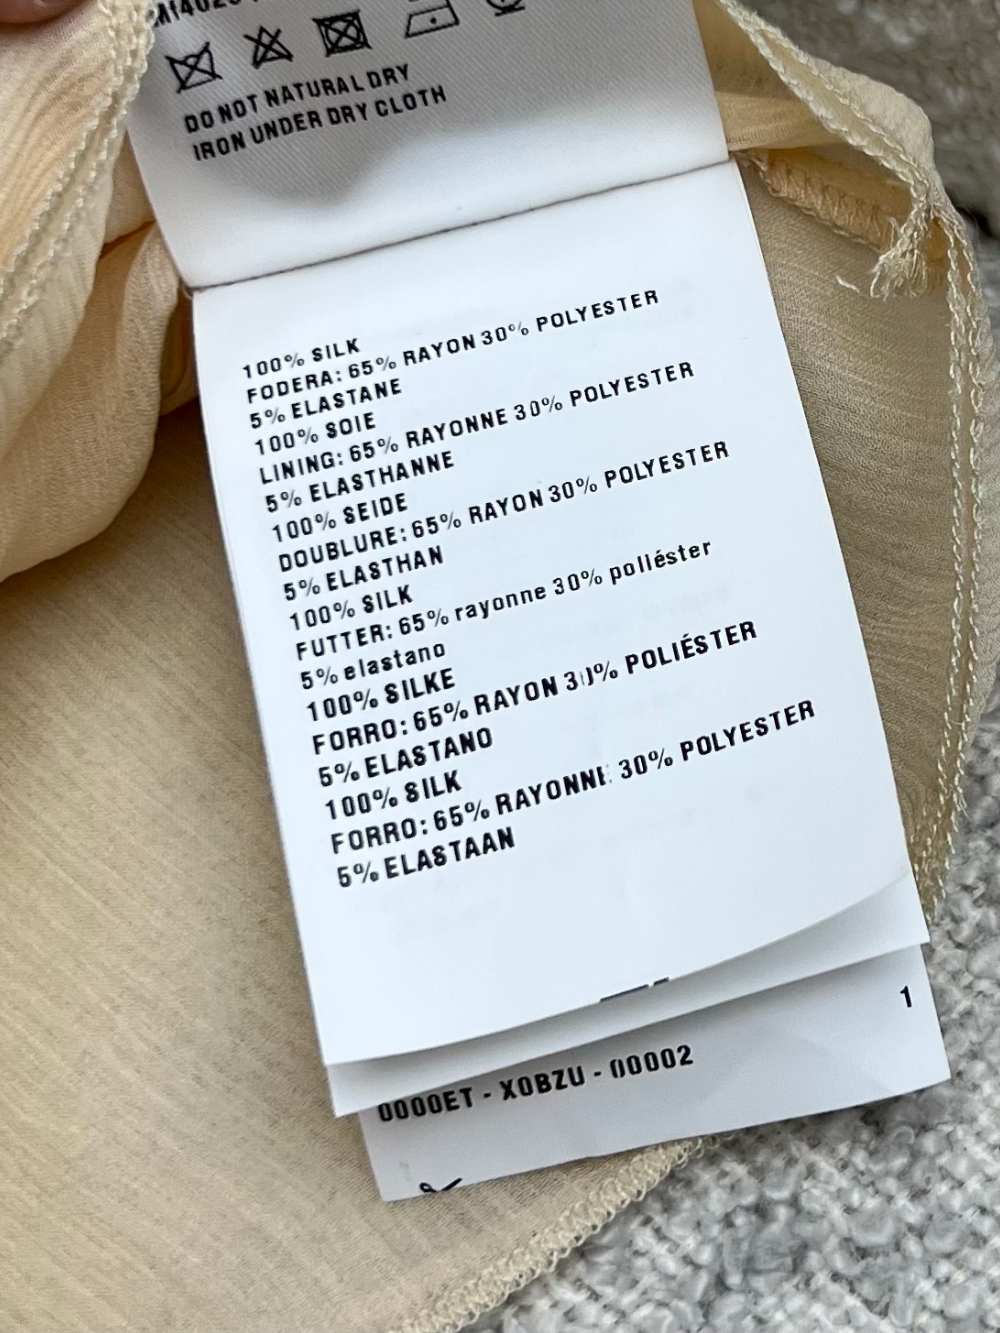 DO NOT NATURAL DRY
IRON UNDER DRY CLOTH
100% SILK
FODERA: 65% RAYON 30% POLYESTER
5% ELASTANE
100% SOIE
LINING: 65% RAYONNE 30% POLYESTER
5% ELASTHANNE
100% SEIDE
DOUBLURE: 65% RAYON 30% POLYESTER
5% ELASTHAN
100% SILK
FUTTER: 65% rayonne 30% poliéster
5% elastano
100% SILKE
FORRO: 65% RAYON 30% POLIÉSTER
5% ELASTANO
100% SILK
FORRO: 65% RAYONNE 30% POLYESTER
5% ELASTAAN
1
0000ET - X0BZU - 00002